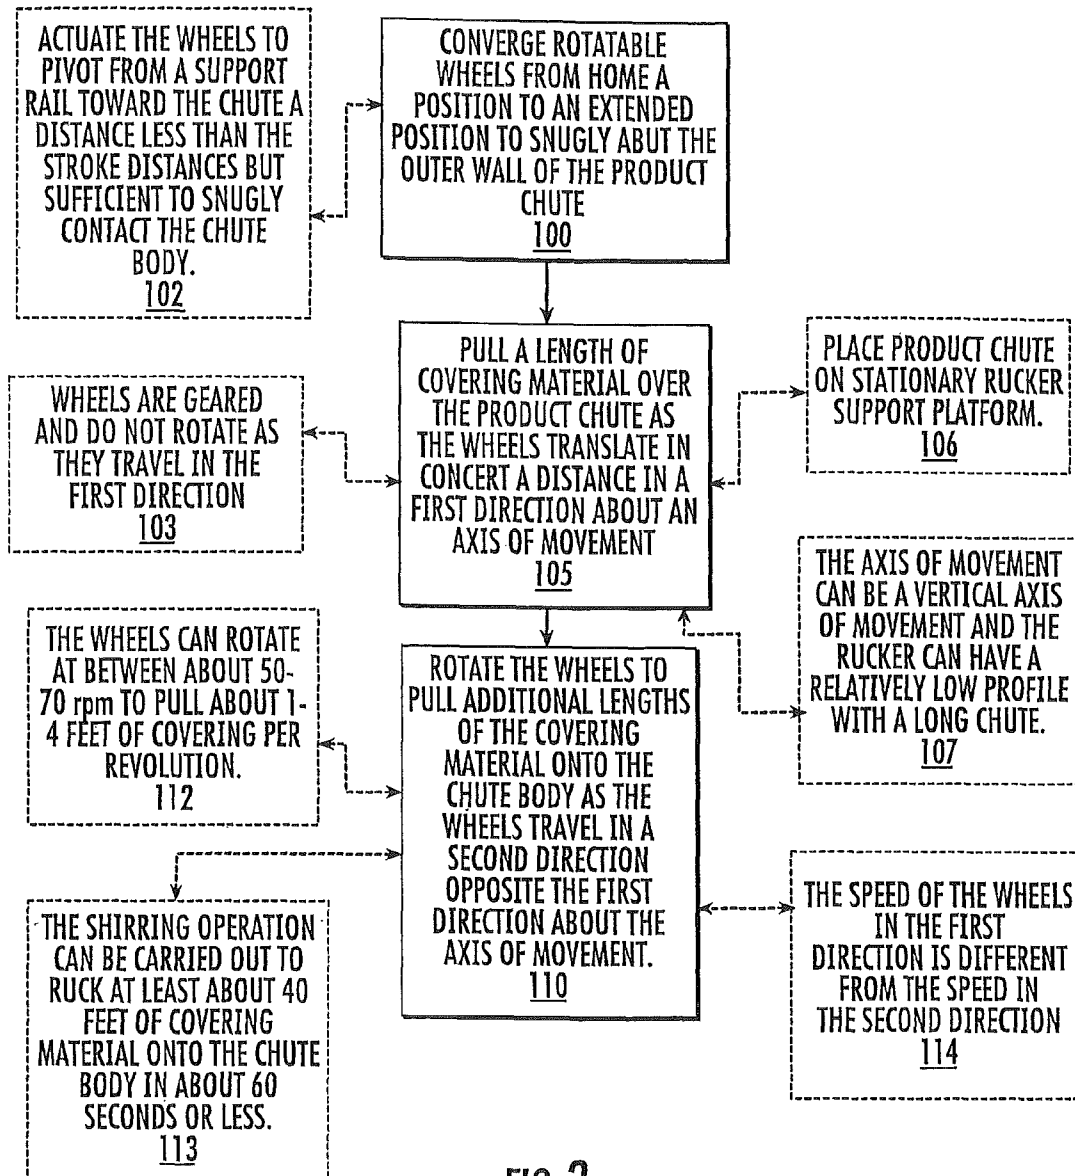 ACTUATE THE WHEELS TO
PIVOT FROM A SUPPORT
RAIL TOWARD THE CHUTE A
DISTANCE LESS THAN THE
STROKE DISTANCES BUT
SUFFICIENT TO SNUGLY
CONTACT THE CHUTE
BODY.
102
CONVERGE ROTATABLE
WHEELS FROM HOME A
POSITION TO AN EXTENDED
POSITION TO SNUGLY ABUT THE
OUTER WALL OF THE PRODUCT
CHUTE
100
WHEELS ARE GEARED
AND DO NOT ROTATE AS
THEY TRAVEL IN THE
FIRST DIRECTION
103
PULL A LENGTH OF
COVERING MATERIAL OVER
THE PRODUCT CHUTE AS
THE WHEELS TRANSLATE IN
CONCERT A DISTANCE IN A
FIRST DIRECTION ABOUT AN
AXIS OF MOVEMENT
105
PLACE PRODUCT CHUTE
ON STATIONARY RUCKER
SUPPORT PLATFORM.
106
THE AXIS OF MOVEMENT
CAN BE A VERTICAL AXIS
OF MOVEMENT AND THE
RUCKER CAN HAVE A
RELATIVELY LOW PROFILE
WITH A LONG CHUTE.
107
THE WHEELS CAN ROTATE
AT BETWEEN ABOUT 50-
70 rpm TO PULL ABOUT 1-
4 FEET OF COVERING PER
REVOLUTION.
112
ROTATE THE WHEELS TO
PULL ADDITIONAL LENGTHS
OF THE COVERING
MATERIAL ONTO THE
CHUTE BODY AS THE
WHEELS TRAVEL IN A
SECOND DIRECTION
OPPOSITE THE FIRST
DIRECTION ABOUT THE
AXIS OF MOVEMENT.
110
THE SHIRRING OPERATION
CAN BE CARRIED OUT TO
RUCK AT LEAST ABOUT 40
FEET OF COVERING
MATERIAL ONTO THE CHUTE
BODY IN ABOUT 60
SECONDS OR LESS.
113
THE SPEED OF THE WHEELS
IN THE FIRST
DIRECTION IS DIFFERENT
FROM THE SPEED IN
THE SECOND DIRECTION
114